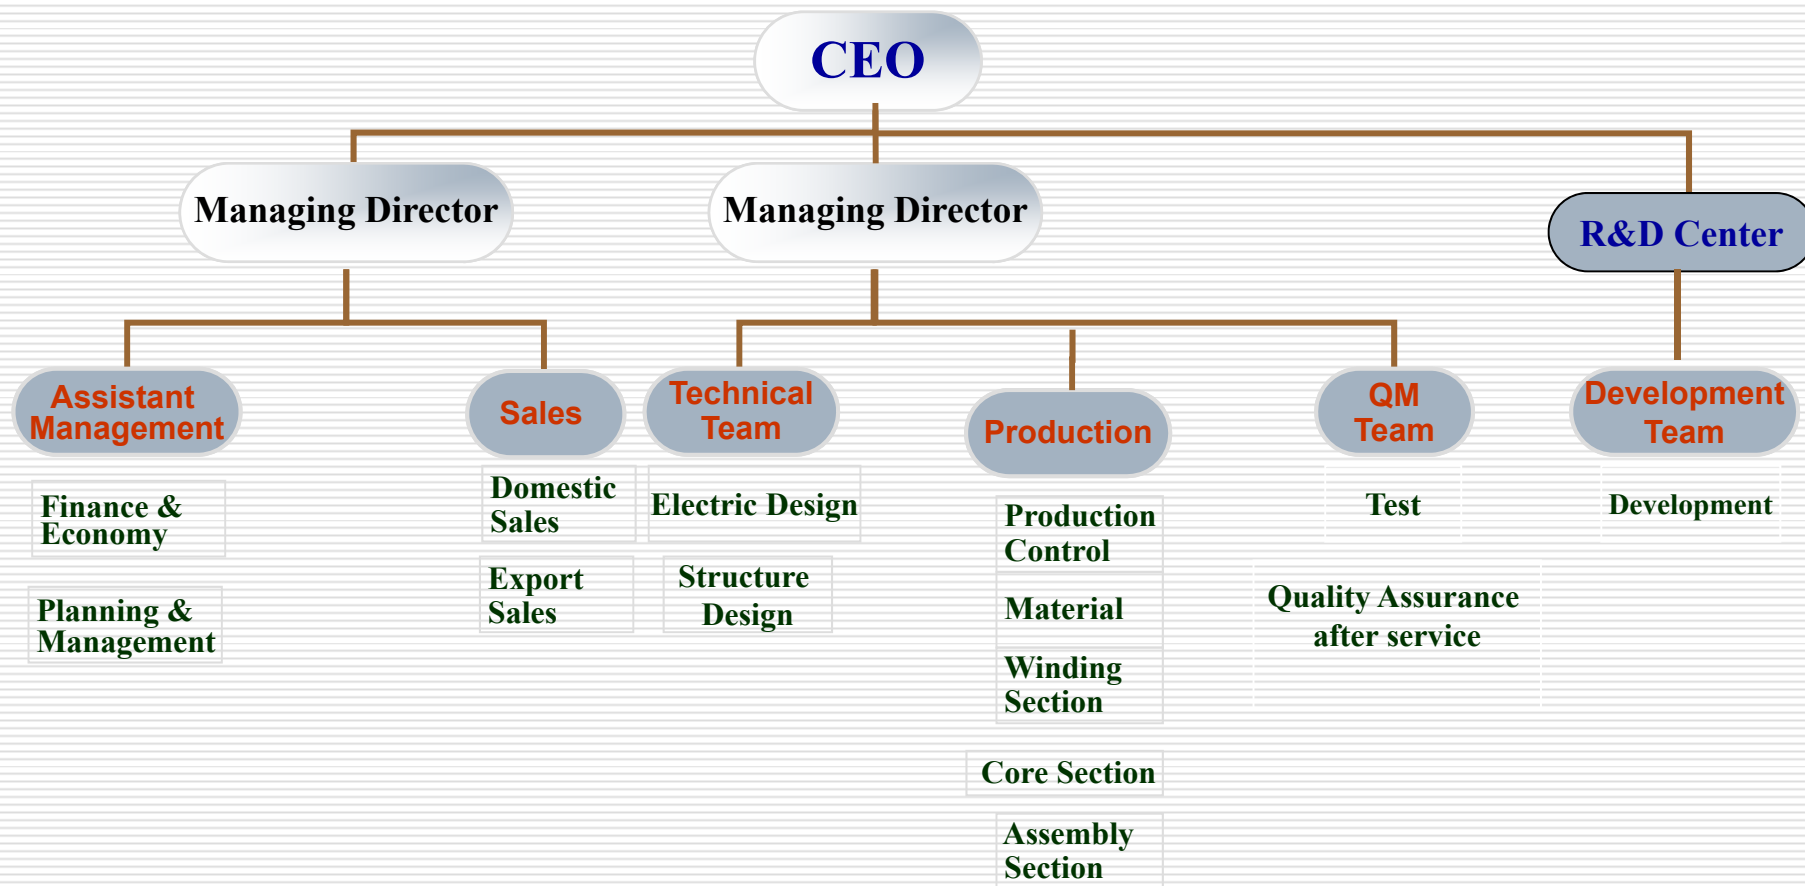 CEO
Managing Director
Managing Director
R&D Center
Assistant
Management
Sales
Technical
Team
Production
QM
Team
Development
Team
Finance &
Economy
Planning &
Management
Domestic
Sales
Export
Sales
Electric Design
Structure
Design
Production
Control
Material
Winding
Section
Core Section
Assembly
Section
Test
Quality Assurance
after service
Development